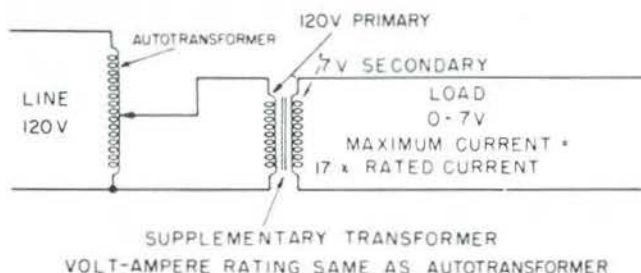 120V PRIMARY
AUTOTRANSFORMER
7V SECONDARY
LINE
120V
LOAD
0-7V
MAXIMUM CURRENT =
17 x RATED CURRENT
SUPPLEMENTARY TRANSFORMER
VOLT-AMPERE RATING SAME AS AUTOTRANSFORMER